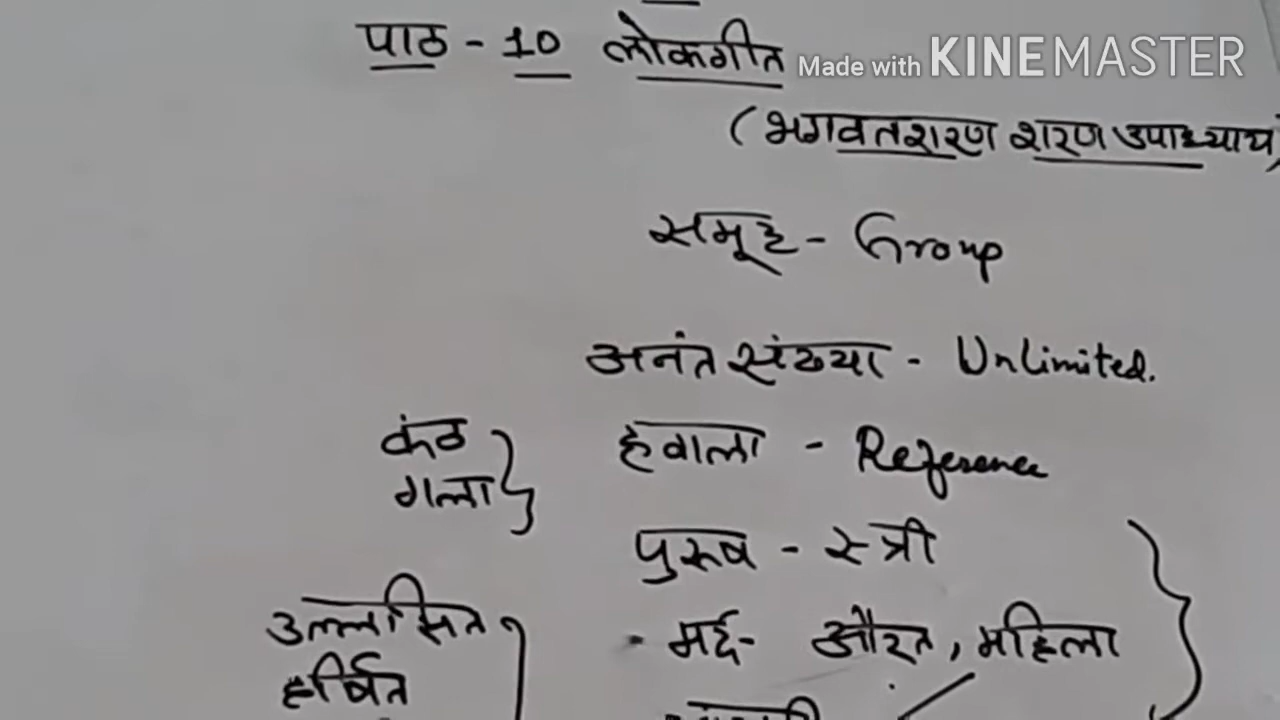 पाठ - 10 लोकगीत
Made with KINEMASTER
(भगवतशरण शरण उपाध्याय)
समूह - Group
अनंत संख्या - Unlimited.
कंठ
गला
हवाला - Reference
पुरुष - स्त्री
उल्लासित
हर्षित
मर्द - औरत, महिला